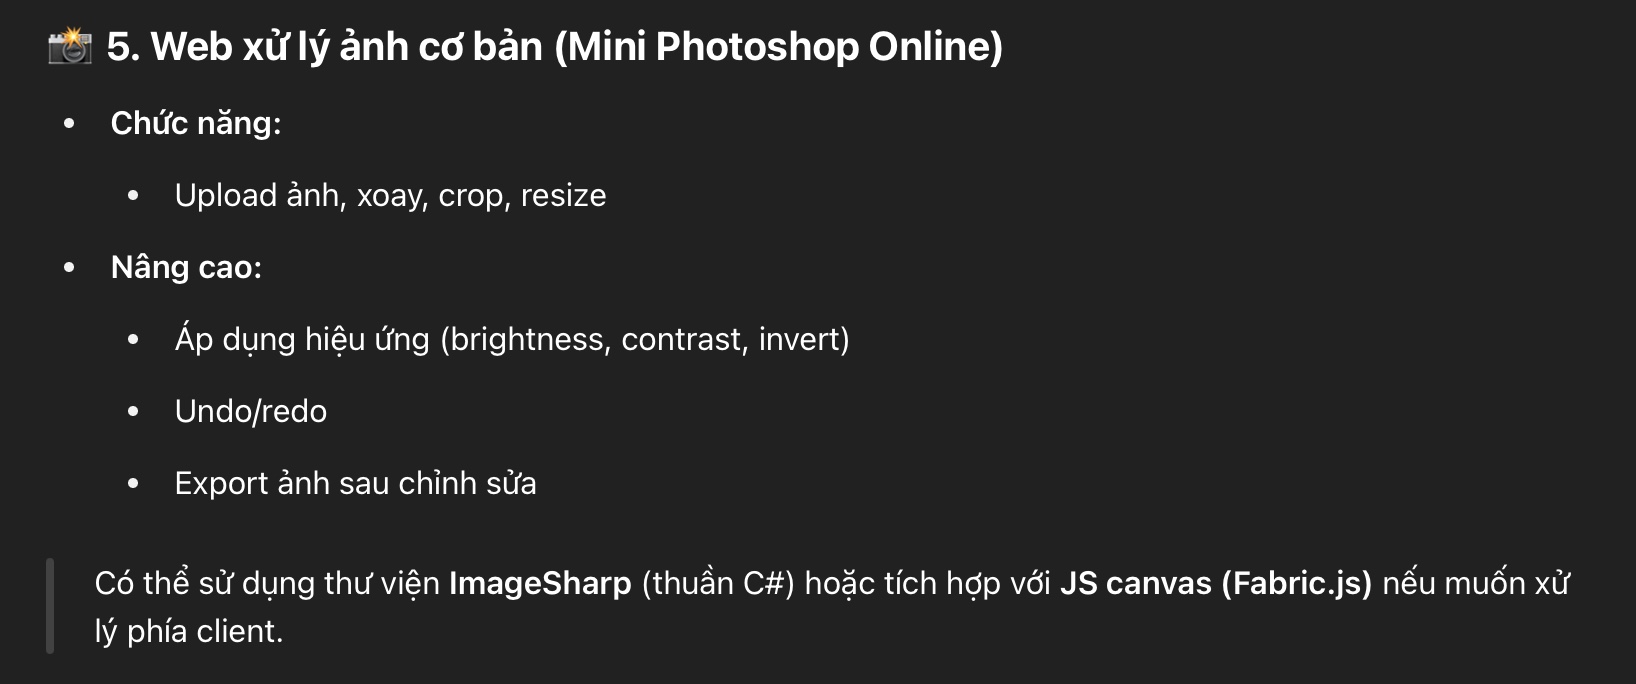 📸 5. Web xử lý ảnh cơ bản (Mini Photoshop Online)
• Chức năng:
• Upload ảnh, xoay, crop, resize
• Nâng cao:
• Áp dụng hiệu ứng (brightness, contrast, invert)
• Undo/redo
• Export ảnh sau chỉnh sửa
Có thể sử dụng thư viện ImageSharp (thuần C#) hoặc tích hợp với JS canvas (Fabric.js) nếu muốn xử
lý phía client.